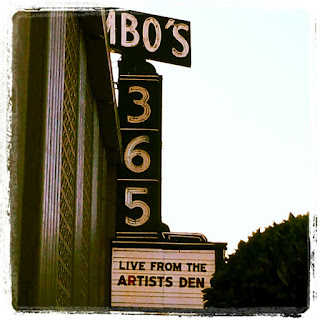 MBO'S
3
6
5
LIVE FROM THE
ARTISTS DEN